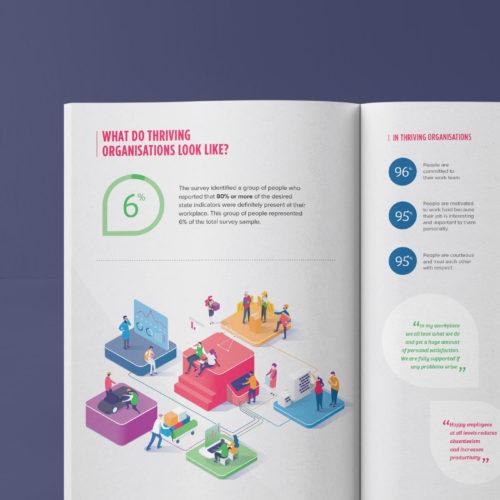 WHAT DO THRIVING
ORGANISATIONS LOOK LIKE?
6%
The survey identified a group of people who
reported that 80% or more of the desired
state indicators were definitely present at their
workplace. This group of people represented
6% of the total survey sample.
IN THRIVING ORGANISATIONS
96%
People are
committed to
their work team.
95%
People are motivated
to work hard because
their job is interesting
and important to them
personally.
95%
People are courteous
and treat each other
with respect.
“In my workplace
we all love what we do
and get a huge amount
of personal satisfaction.
We are fully supported if
any problems arise.”
“Happy employees
at all levels reduces
absenteeism
and increases
productivity.”